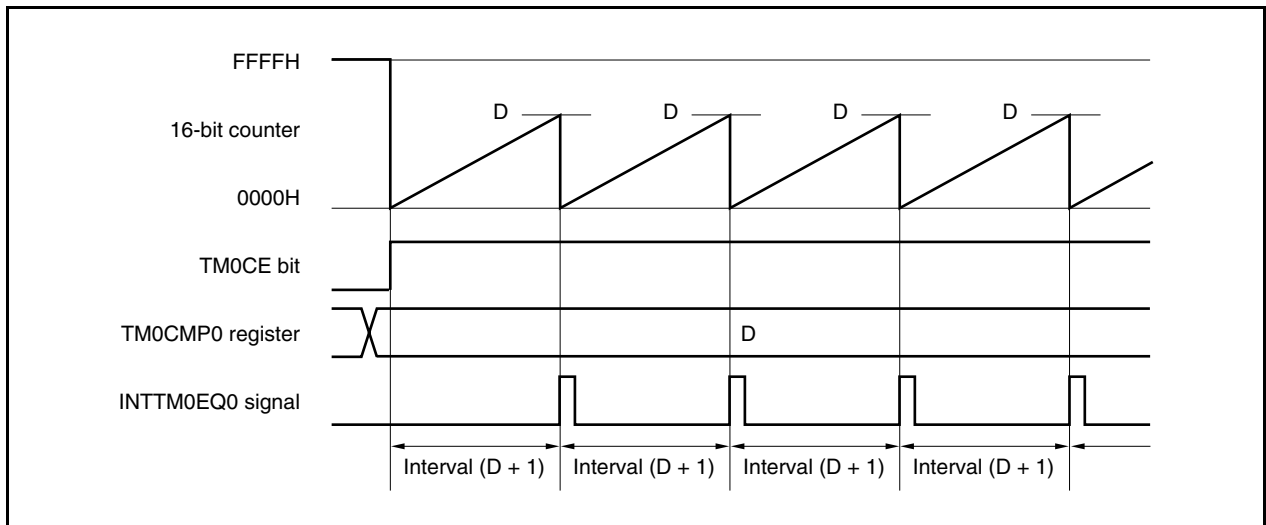 FFFFH
D D D D
16-bit counter
0000H
TM0CE bit
TM0CMP0 register D
INTTM0EQ0 signal
Interval (D + 1) Interval (D + 1) Interval (D + 1) Interval (D + 1)